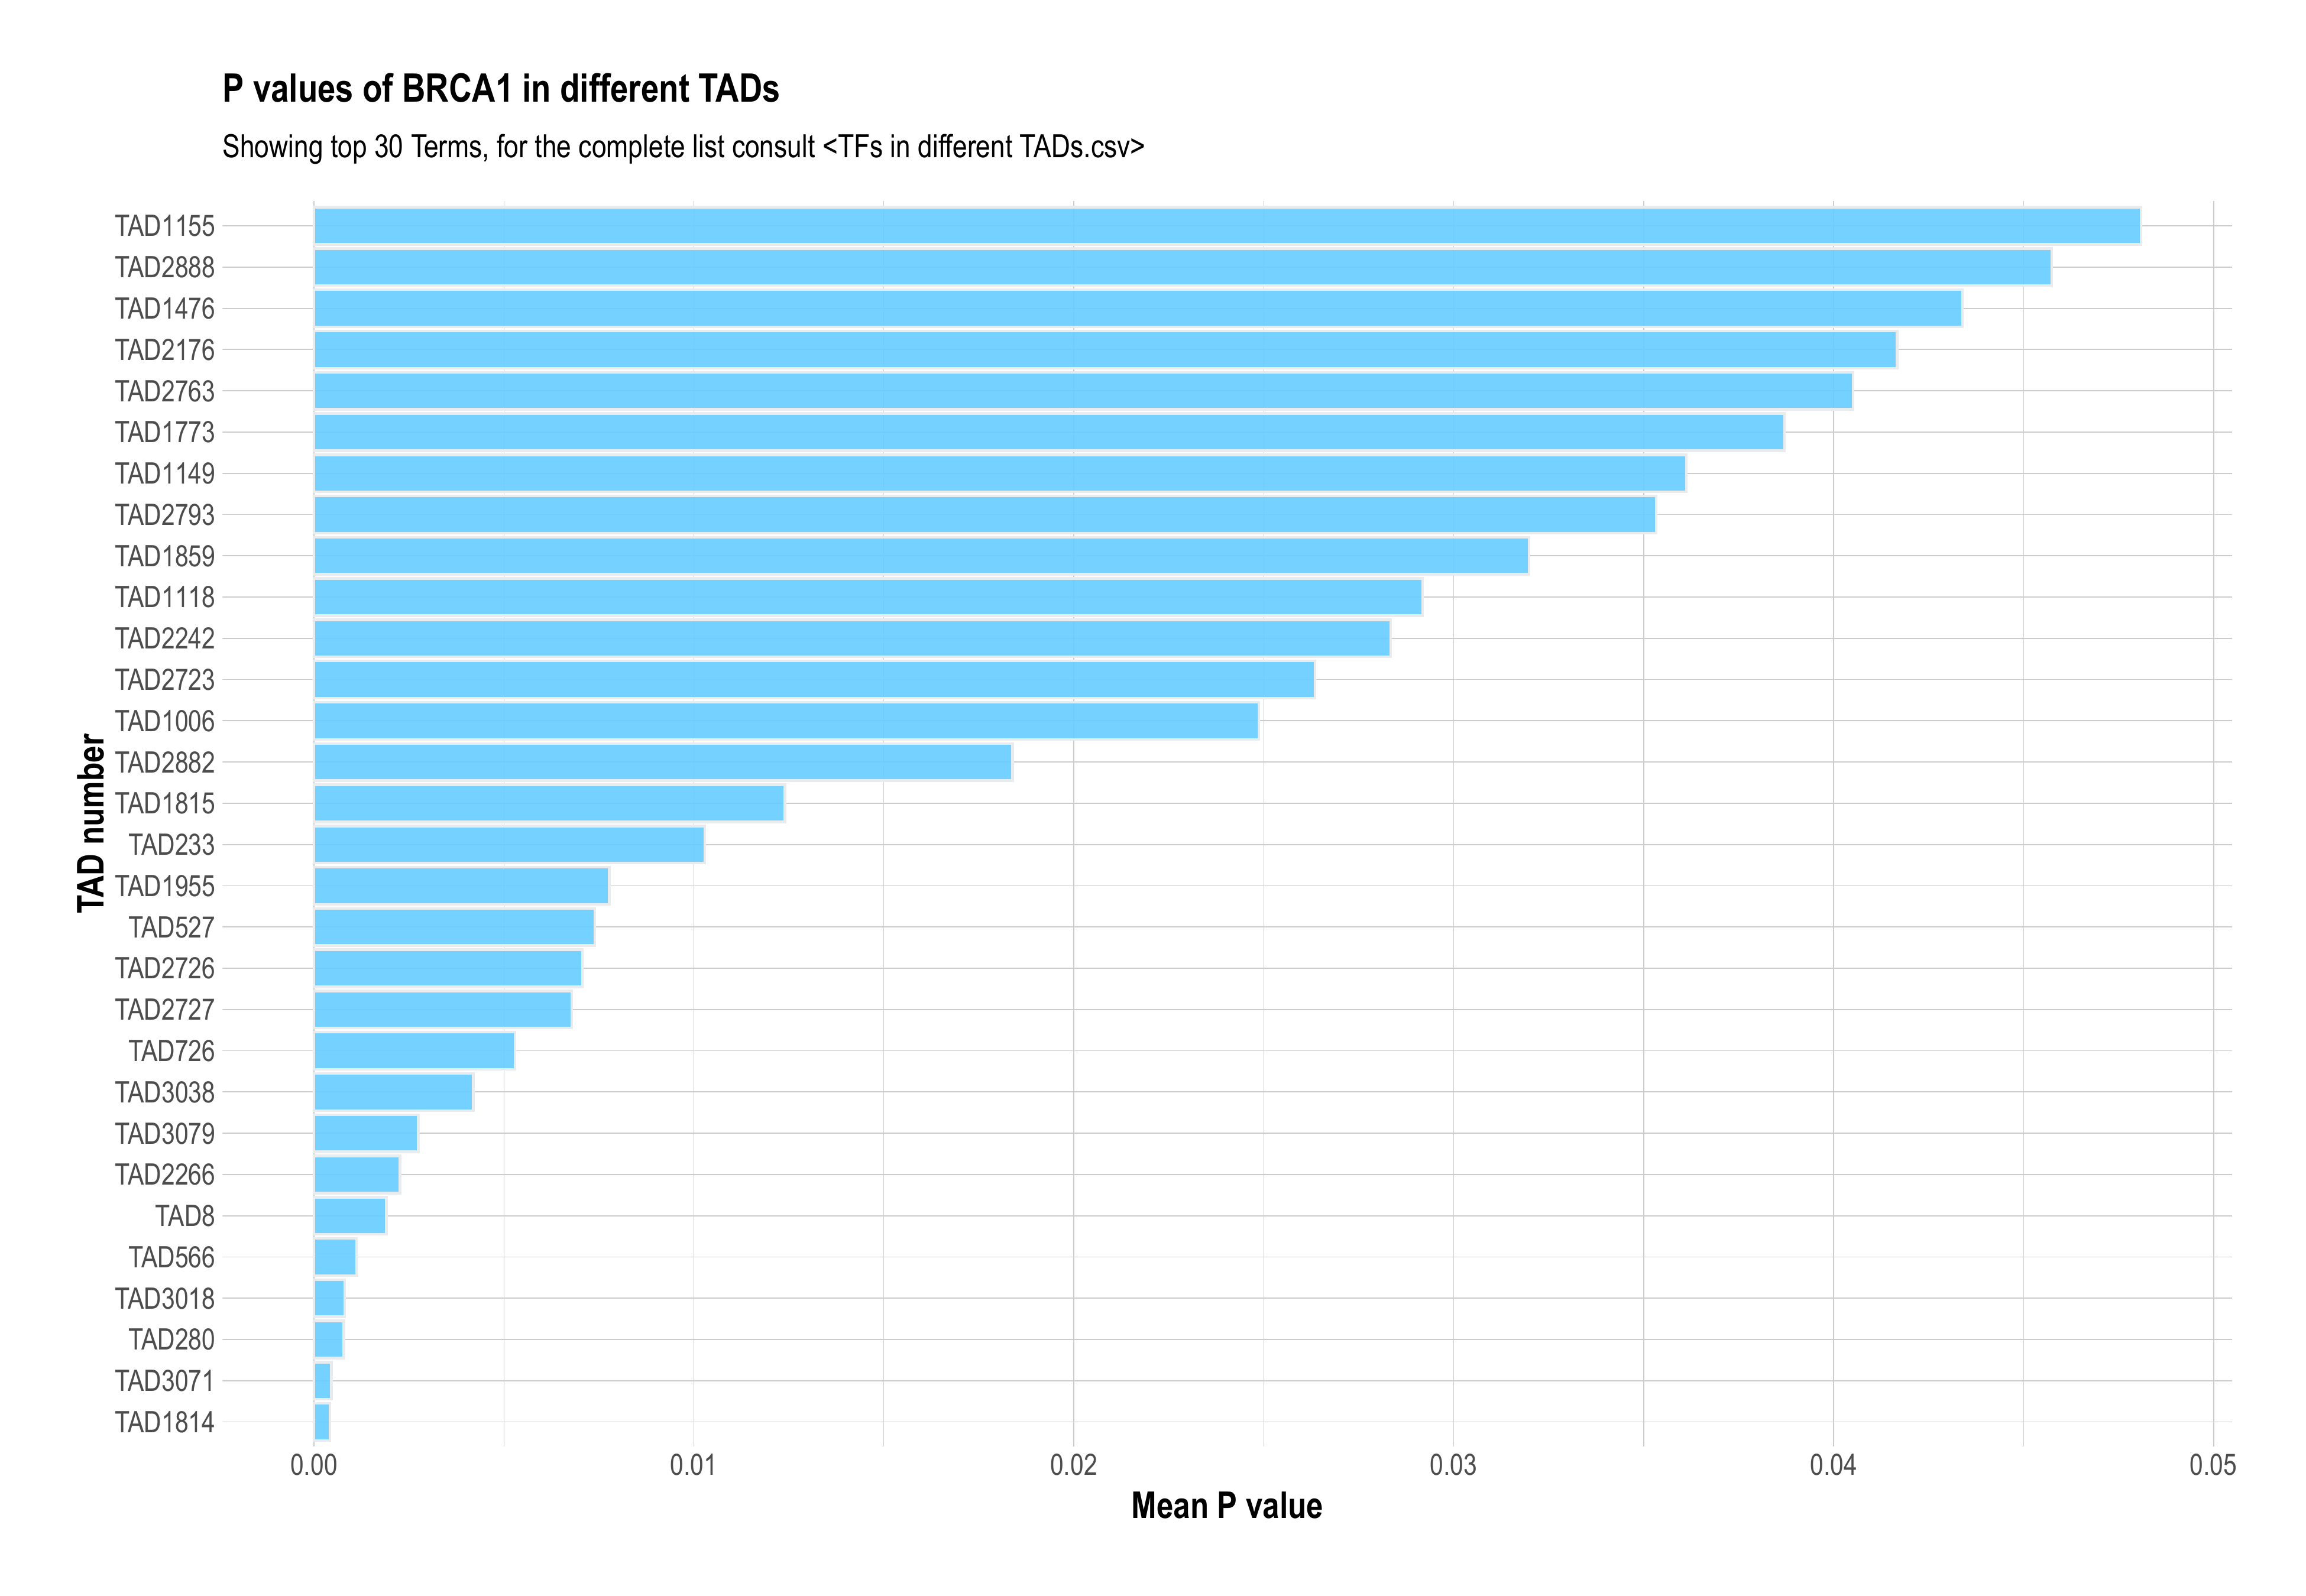 P values of BRCA1 in different TADs
Showing top 30 Terms, for the complete list consult <TFs in different TADs.csv>
TAD number
TAD1155
TAD2888
TAD1476
TAD2176
TAD2763
TAD1773
TAD1149
TAD2793
TAD1859
TAD1118
TAD2242
TAD2723
TAD1006
TAD2882
TAD1815
TAD233
TAD1955
TAD527
TAD2726
TAD2727
TAD726
TAD3038
TAD3079
TAD2266
TAD8
TAD566
TAD3018
TAD280
TAD3071
TAD1814
0.00 0.01 0.02 0.03 0.04 0.05
Mean P value